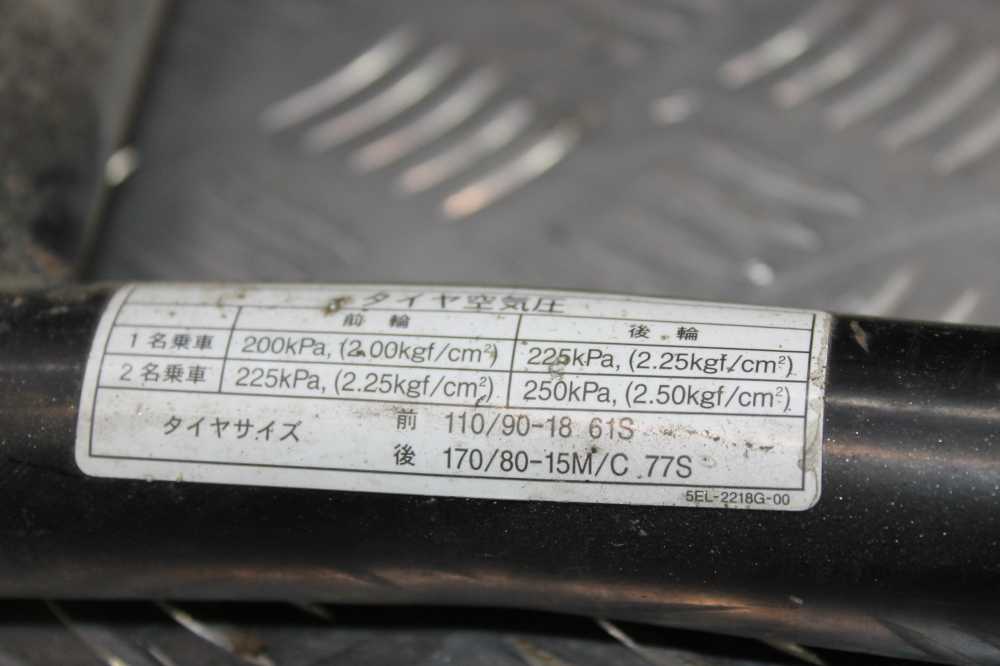 タイヤ空気圧
前輪 後輪
1名乗車 200kPa, (2.00kgf/cm²) 225kPa, (2.25kgf/cm²)
2名乗車 225kPa, (2.25kgf/cm²) 250kPa, (2.50kgf/cm²)
タイヤサイズ 前 110/90-18 61S
後 170/80-15M/C 77S
5EL-2218G-00